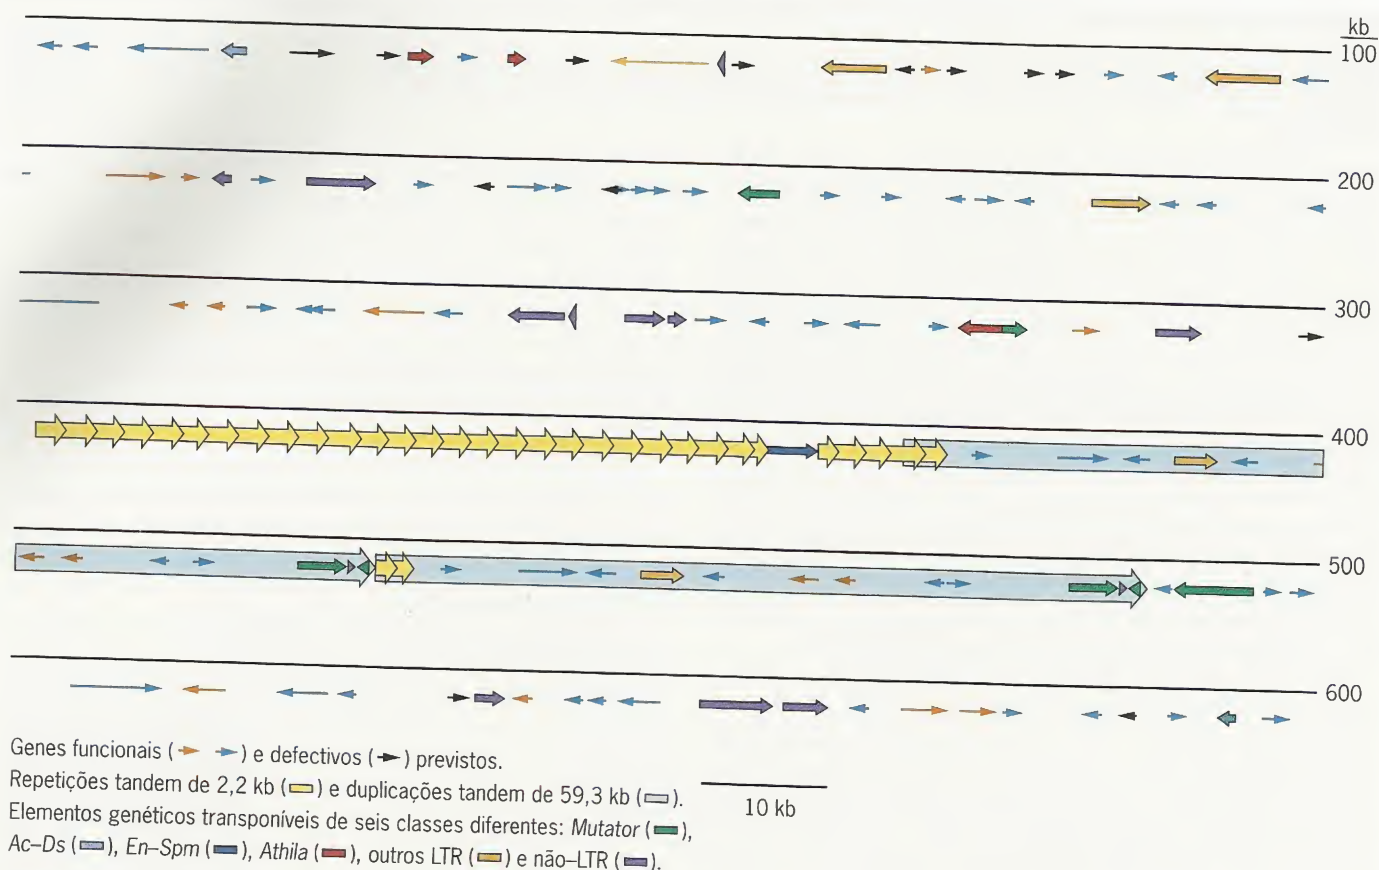 kb
100
200
300
400
500
600
Genes funcionais ( ) e defectivos ( ) previstos.
Repetições tandem de 2,2 kb ( ) e duplicações tandem de 59,3 kb ( ).
10 kb
Elementos genéticos transponíveis de seis classes diferentes: Mutator ( ),
Ac–Ds ( ), En–Spm ( ), Athila ( ), outros LTR ( ) e não–LTR ( ).